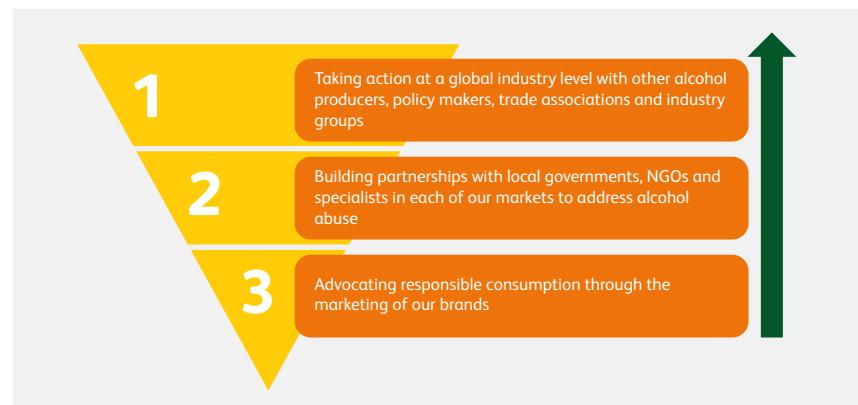 1
Taking action at a global industry level with other alcohol
producers, policy makers, trade associations and industry
groups
2
Building partnerships with local governments, NGOs and
specialists in each of our markets to address alcohol
abuse
3
Advocating responsible consumption through the
marketing of our brands